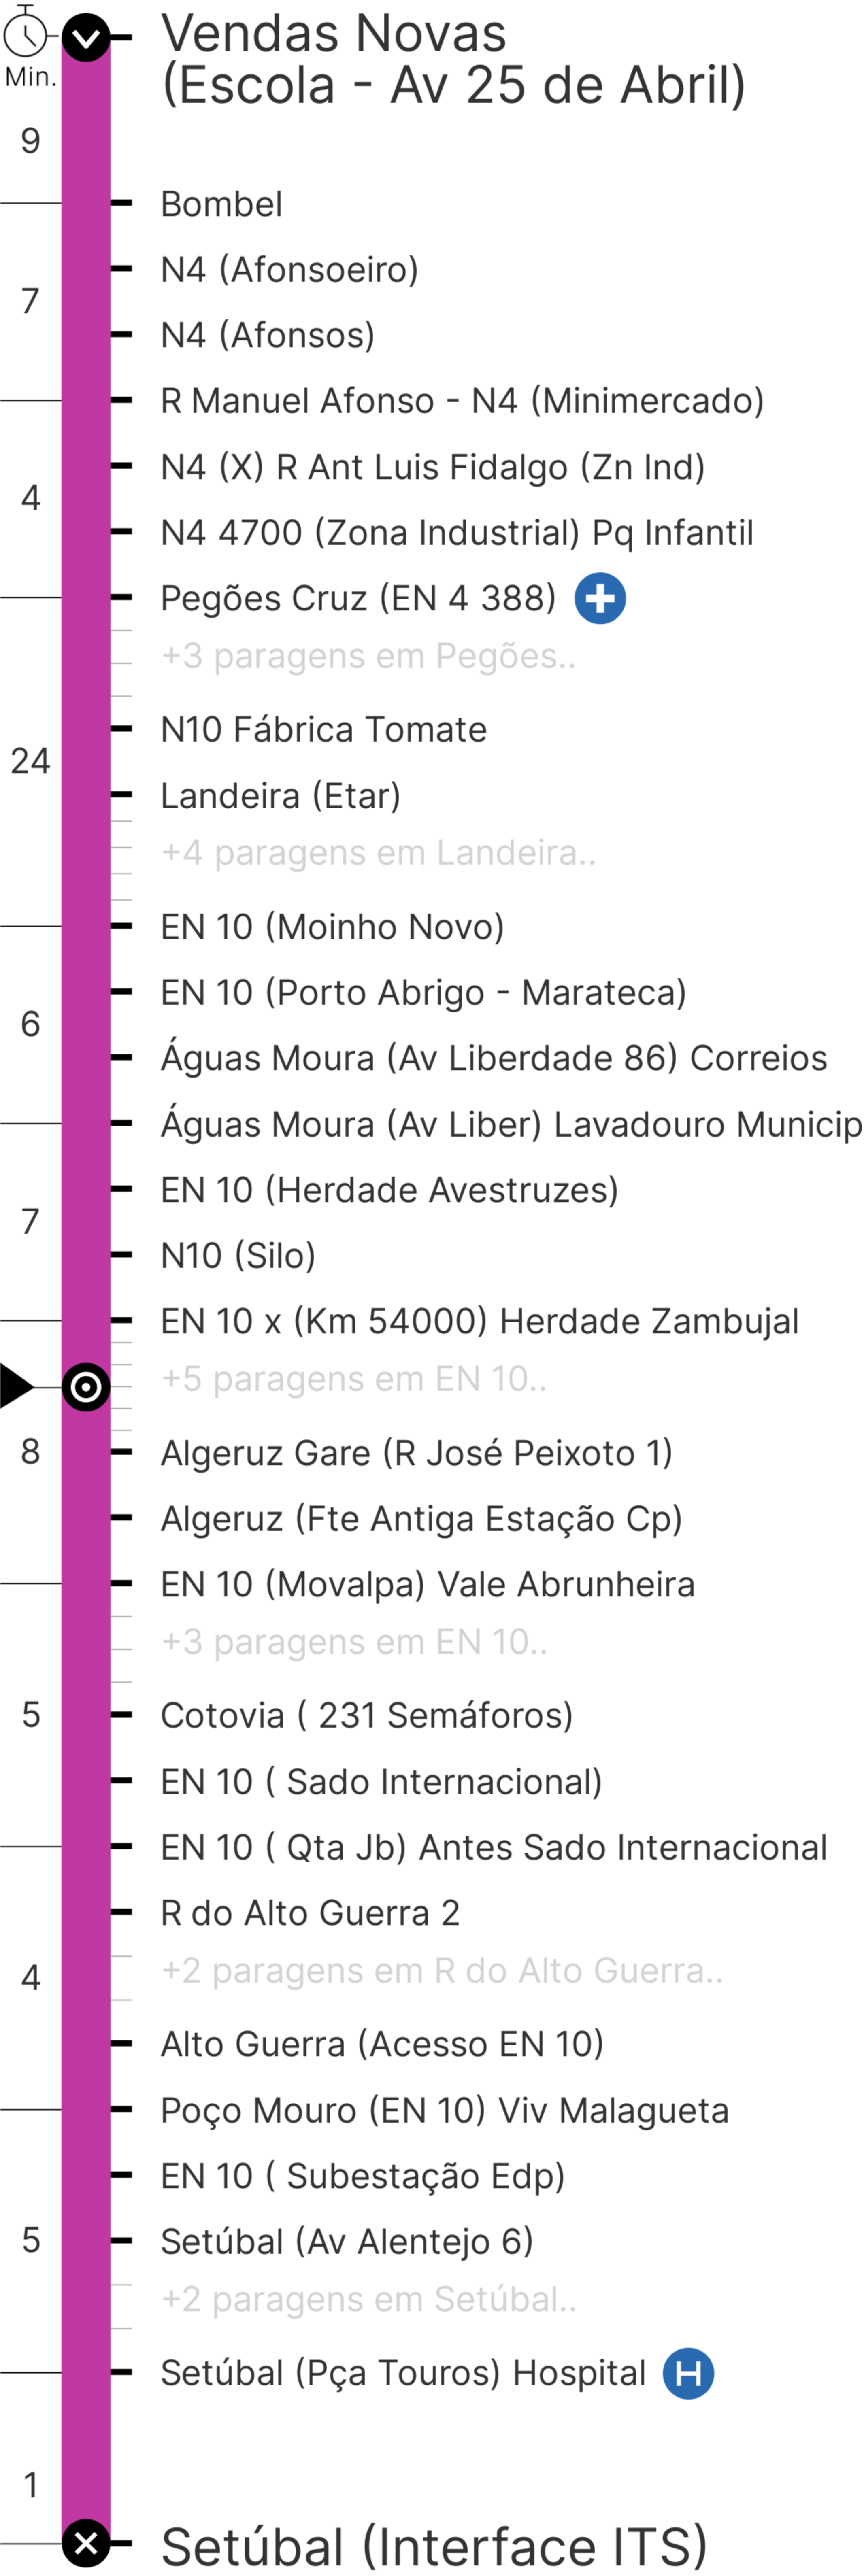 Vendas Novas
(Escola - Av 25 de Abril)
Min.
9
Bombel
N4 (Afonsoeiro)
7
N4 (Afonsos)
R Manuel Afonso - N4 (Minimercado)
N4 (X) R Ant Luis Fidalgo (Zn Ind)
4
N4 4700 (Zona Industrial) Pq Infantil
Pegões Cruz (EN 4 388)
+3 paragens em Pegões..
N10 Fábrica Tomate
24
Landeira (Etar)
+4 paragens em Landeira..
EN 10 (Moinho Novo)
EN 10 (Porto Abrigo - Marateca)
6
Águas Moura (Av Liberdade 86) Correios
Águas Moura (Av Liber) Lavadouro Municip
EN 10 (Herdade Avestruzes)
7
N10 (Silo)
EN 10 x (Km 54000) Herdade Zambujal
+5 paragens em EN 10..
8
Algeruz Gare (R José Peixoto 1)
Algeruz (Fte Antiga Estação Cp)
EN 10 (Movalpa) Vale Abrunheira
+3 paragens em EN 10..
5
Cotovia ( 231 Semáforos)
EN 10 ( Sado Internacional)
EN 10 ( Qta Jb) Antes Sado Internacional
R do Alto Guerra 2
+2 paragens em R do Alto Guerra..
4
Alto Guerra (Acesso EN 10)
Poço Mouro (EN 10) Viv Malagueta
EN 10 ( Subestação Edp)
5
Setúbal (Av Alentejo 6)
+2 paragens em Setúbal..
Setúbal (Pça Touros) Hospital H
1
Setúbal (Interface ITS)